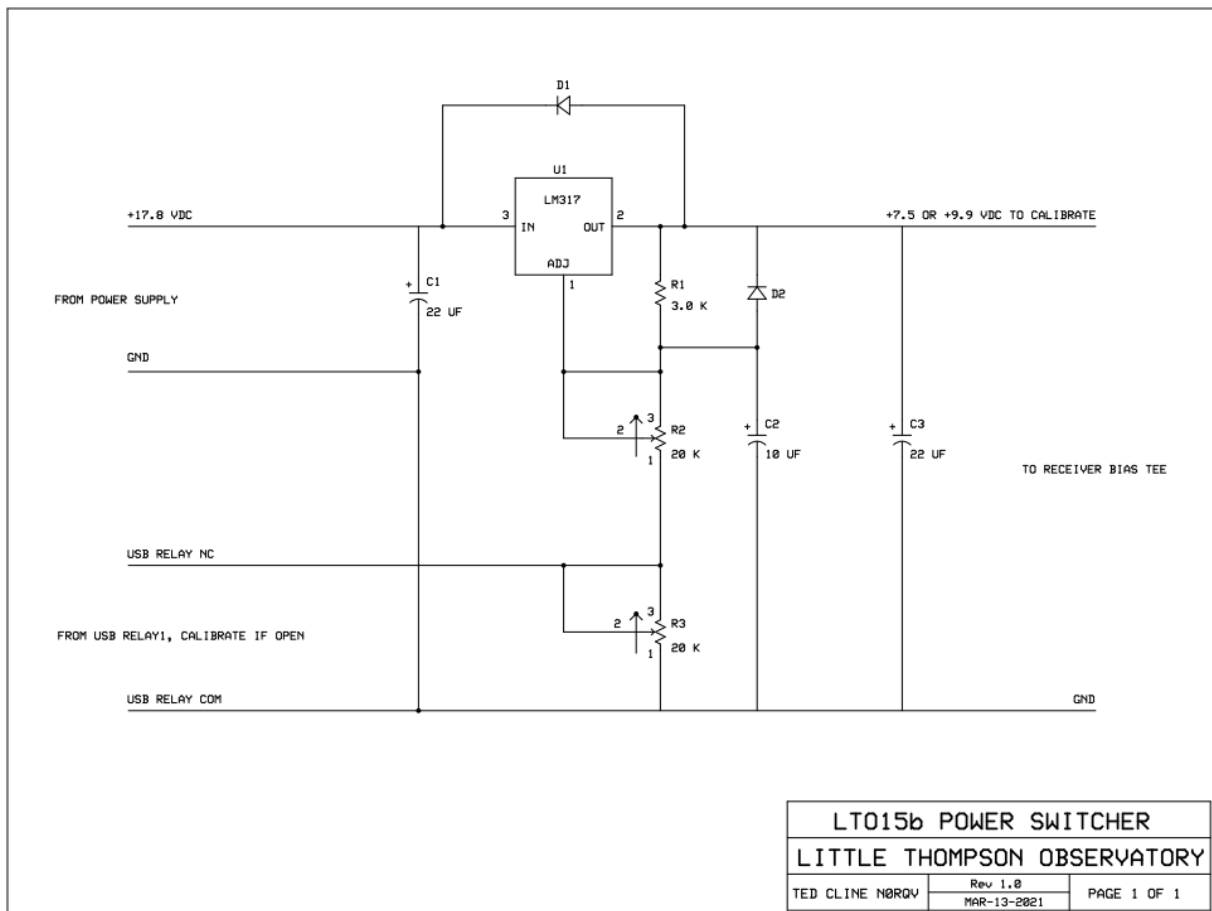 D1
U1
LM317
+17.8 VDC
3
IN
OUT
2
+7.5 OR +9.9 VDC TO CALIBRATE
ADJ
1
+
C1
22 UF
R1
3.0 K
D2
FROM POWER SUPPLY
GND
3
2
R2
1
20 K
+
C2
10 UF
+
C3
22 UF
TO RECEIVER BIAS TEE
USB RELAY NC
3
2
R3
1
20 K
FROM USB RELAY1, CALIBRATE IF OPEN
USB RELAY COM
GND
LTO15b POWER SWITCHER
LITTLE THOMPSON OBSERVATORY
TED CLINE NØRQV
Rev 1.0
MAR-13-2021
PAGE 1 OF 1